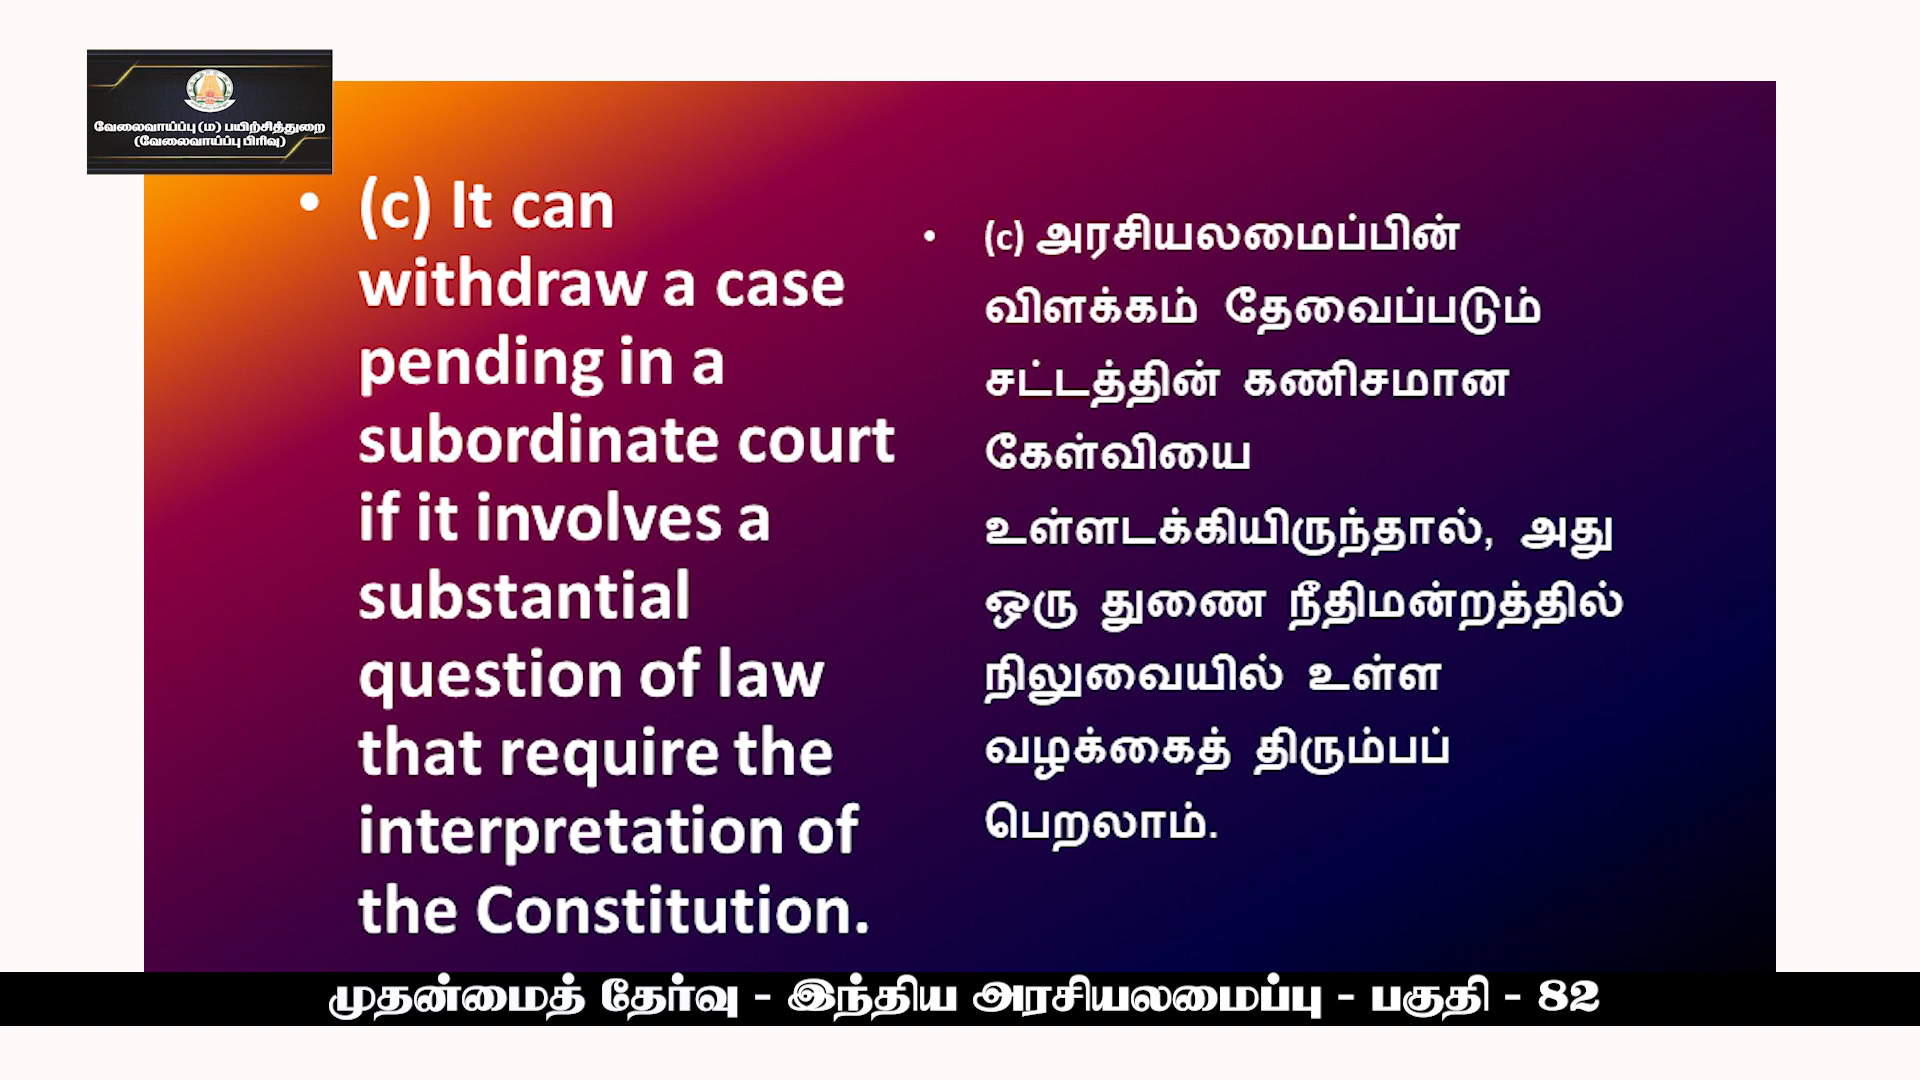 வேலைவாய்ப்பு (ம) பயிற்சித்துறை
(வேலைவாய்ப்பு பிரிவு)
• (c) It can
withdraw a case
pending in a
subordinate court
if it involves a
substantial
question of law
that require the
interpretation of
the Constitution.
• (c) அரசியலமைப்பின்
விளக்கம் தேவைப்படும்
சட்டத்தின் கணிசமான
கேள்வியை
உள்ளடக்கியிருந்தால், அது
ஒரு துணை நீதிமன்றத்தில்
நிலுவையில் உள்ள
வழக்கைத் திரும்பப்
பெறலாம்.
முதன்மைத் தேர்வு - இந்திய அரசியலமைப்பு - பகுதி - 82